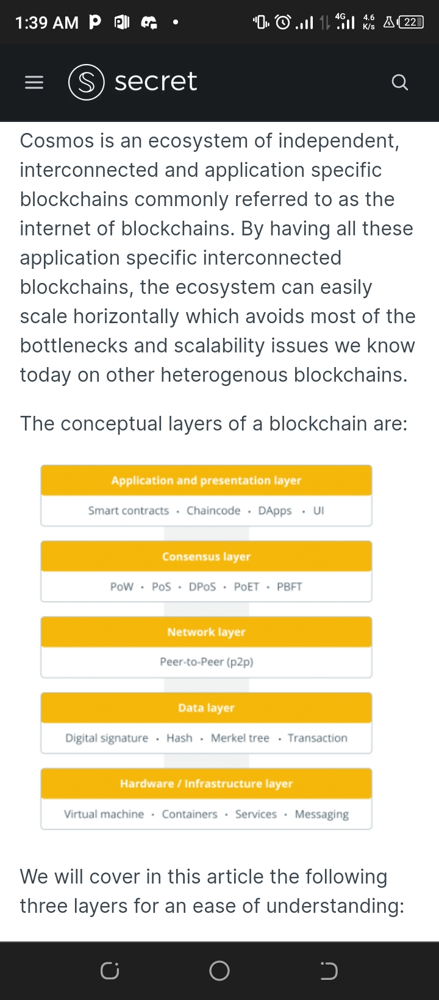 1:39 AM 4G 4.6 K/s 22
secret
Cosmos is an ecosystem of independent,
interconnected and application specific
blockchains commonly referred to as the
internet of blockchains. By having all these
application specific interconnected
blockchains, the ecosystem can easily
scale horizontally which avoids most of the
bottlenecks and scalability issues we know
today on other heterogenous blockchains.
The conceptual layers of a blockchain are:
Application and presentation layer
Smart contracts · Chaincode · DApps · UI
Consensus layer
PoW · PoS · DPoS · PoET · PBFT
Network layer
Peer-to-Peer (p2p)
Data layer
Digital signature · Hash · Merkel tree · Transaction
Hardware / Infrastructure layer
Virtual machine · Containers · Services · Messaging
We will cover in this article the following
three layers for an ease of understanding: